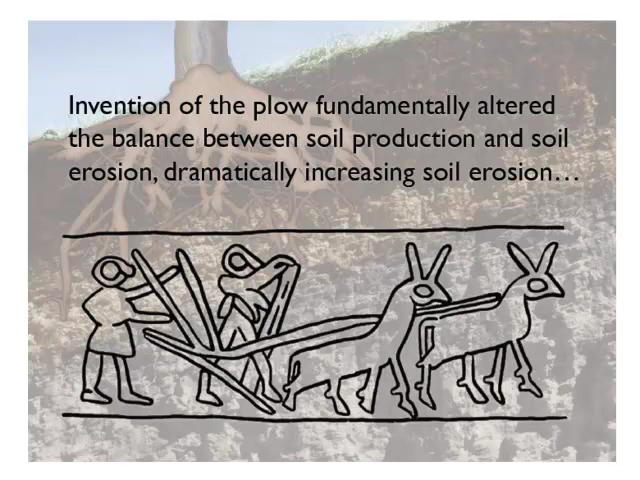 Invention of the plow fundamentally altered
the balance between soil production and soil
erosion, dramatically increasing soil erosion…